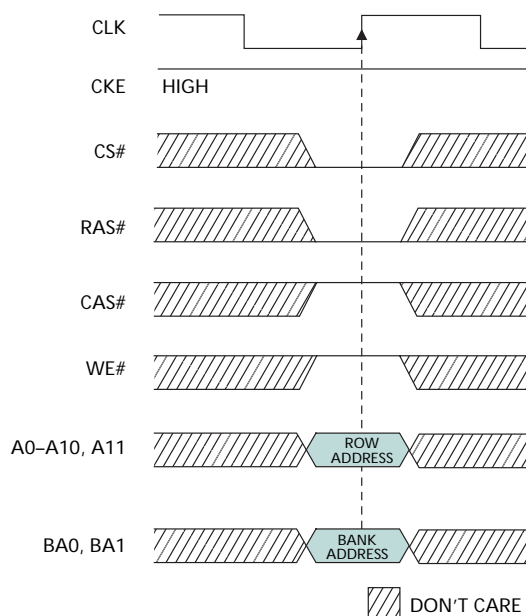 CLK
CKE HIGH
CS#
RAS#
CAS#
WE#
A0–A10, A11
ROW
ADDRESS
BA0, BA1
BANK
ADDRESS
DON'T CARE